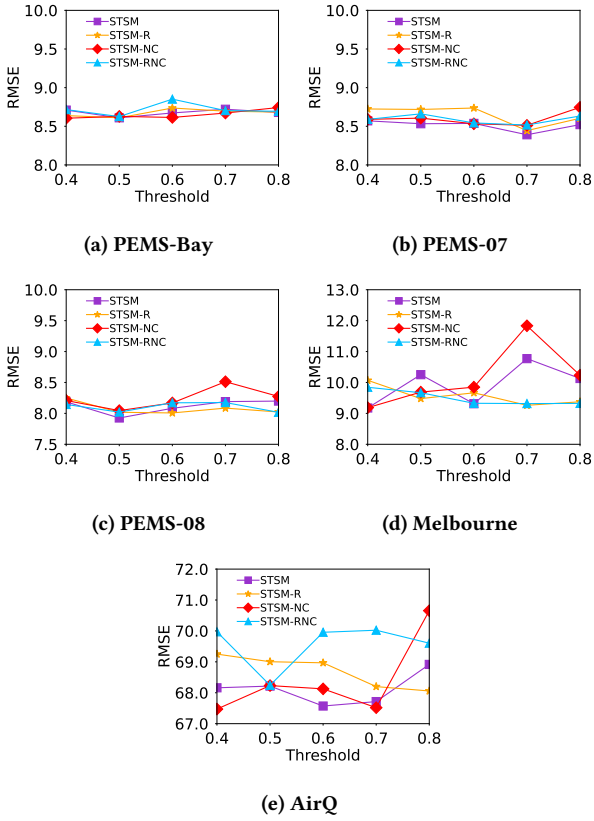 10.0
9.5
9.0
8.5
8.0
RMSE
STSM
STSM-R
STSM-NC
STSM-RNC
0.4 0.5 0.6 0.7 0.8
Threshold
(a) PEMS-Bay
10.0
9.5
9.0
8.5
8.0
RMSE
STSM
STSM-R
STSM-NC
STSM-RNC
0.4 0.5 0.6 0.7 0.8
Threshold
(b) PEMS-07
10.0
9.5
9.0
8.5
8.0
7.5
RMSE
STSM
STSM-R
STSM-NC
STSM-RNC
0.4 0.5 0.6 0.7 0.8
Threshold
(c) PEMS-08
13.0
12.0
11.0
10.0
9.0
8.0
RMSE
STSM
STSM-R
STSM-NC
STSM-RNC
0.4 0.5 0.6 0.7 0.8
Threshold
(d) Melbourne
72.0
71.0
70.0
69.0
68.0
67.0
RMSE
STSM
STSM-R
STSM-NC
STSM-RNC
0.4 0.5 0.6 0.7 0.8
Threshold
(e) AirQ